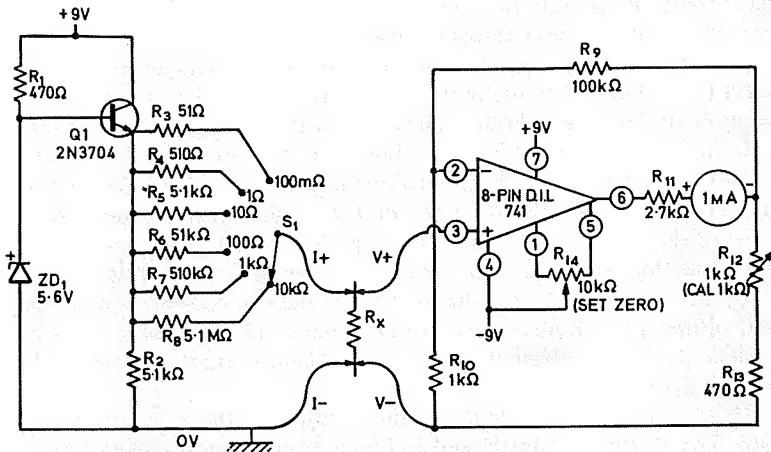 +9V
R1
470Ω
Q1
2N3704
R3 51Ω
R4 510Ω
R5 5·1kΩ
R6 51kΩ
R7 510kΩ
R8 5·1MΩ
100mΩ
1Ω
10Ω
100Ω
1kΩ
10kΩ
S1
ZD1
5·6V
R2
5·1kΩ
0V
I+
I-
V+
V-
RX
R9
100kΩ
+9V
7
2
-
8-PIN D.I.L
741
6
3
+
1
5
4
R11
2·7kΩ
+
1MA
-
R14
10kΩ
(SET ZERO)
-9V
R10
1kΩ
R12
1kΩ
(CAL 1kΩ)
R13
470Ω